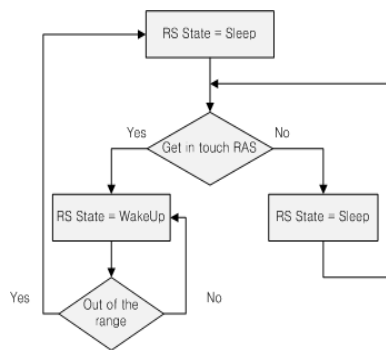 RS State = Sleep
Yes
No
Get in touch RAS
RS State = WakeUp
RS State = Sleep
Yes
Out of the
range
No